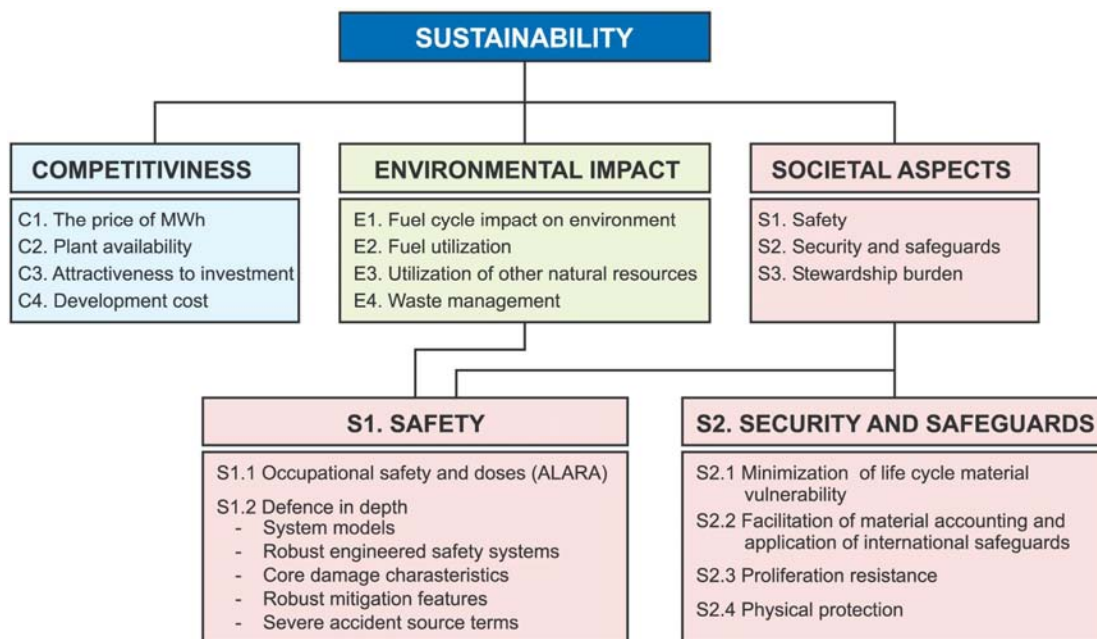 SUSTAINABILITY
COMPETITIVINESS
C1. The price of MWh
C2. Plant availability
C3. Attractiveness to investment
C4. Development cost
ENVIRONMENTAL IMPACT
E1. Fuel cycle impact on environment
E2. Fuel utilization
E3. Utilization of other natural resources
E4. Waste management
SOCIETAL ASPECTS
S1. Safety
S2. Security and safeguards
S3. Stewardship burden
S1. SAFETY
S1.1 Occupational safety and doses (ALARA)
S1.2 Defence in depth
- System models
- Robust engineered safety systems
- Core damage charasteristics
- Robust mitigation features
- Severe accident source terms
S2. SECURITY AND SAFEGUARDS
S2.1 Minimization of life cycle material
vulnerability
S2.2 Facilitation of material accounting and
application of international safeguards
S2.3 Proliferation resistance
S2.4 Physical protection